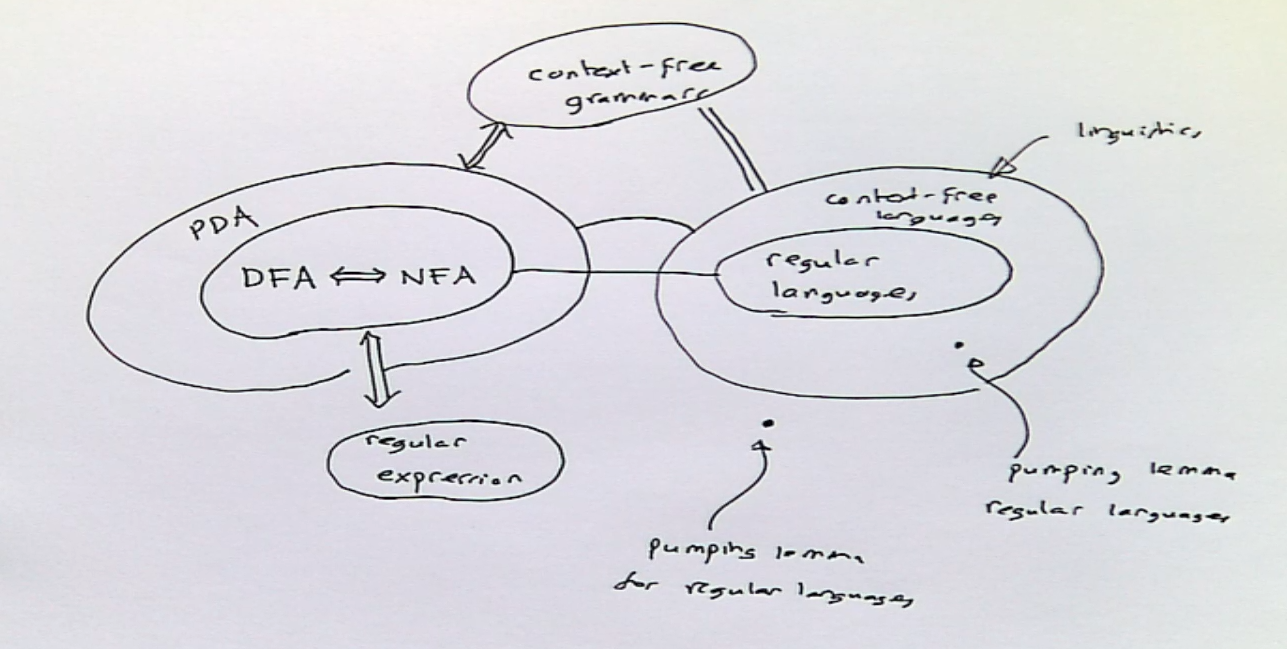 context-free
grammars
linguistics
PDA
context-free
languages
DFA ⟺ NFA
regular
languages
regular
expression
pumping lemma
regular languages
pumping lemma
for regular languages